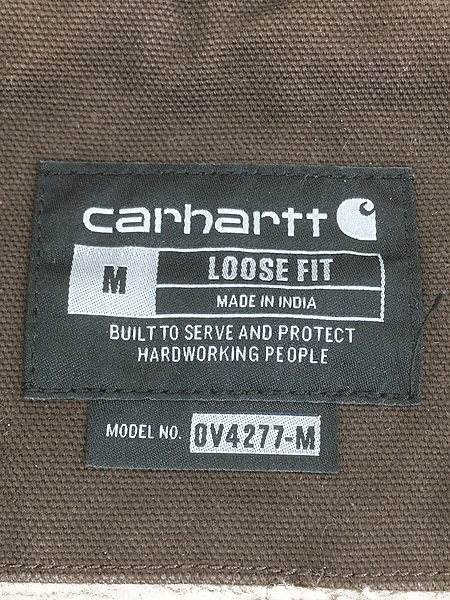 carhartt
M
LOOSE FIT
MADE IN INDIA
BUILT TO SERVE AND PROTECT
HARDWORKING PEOPLE
MODEL NO. OV4277-M